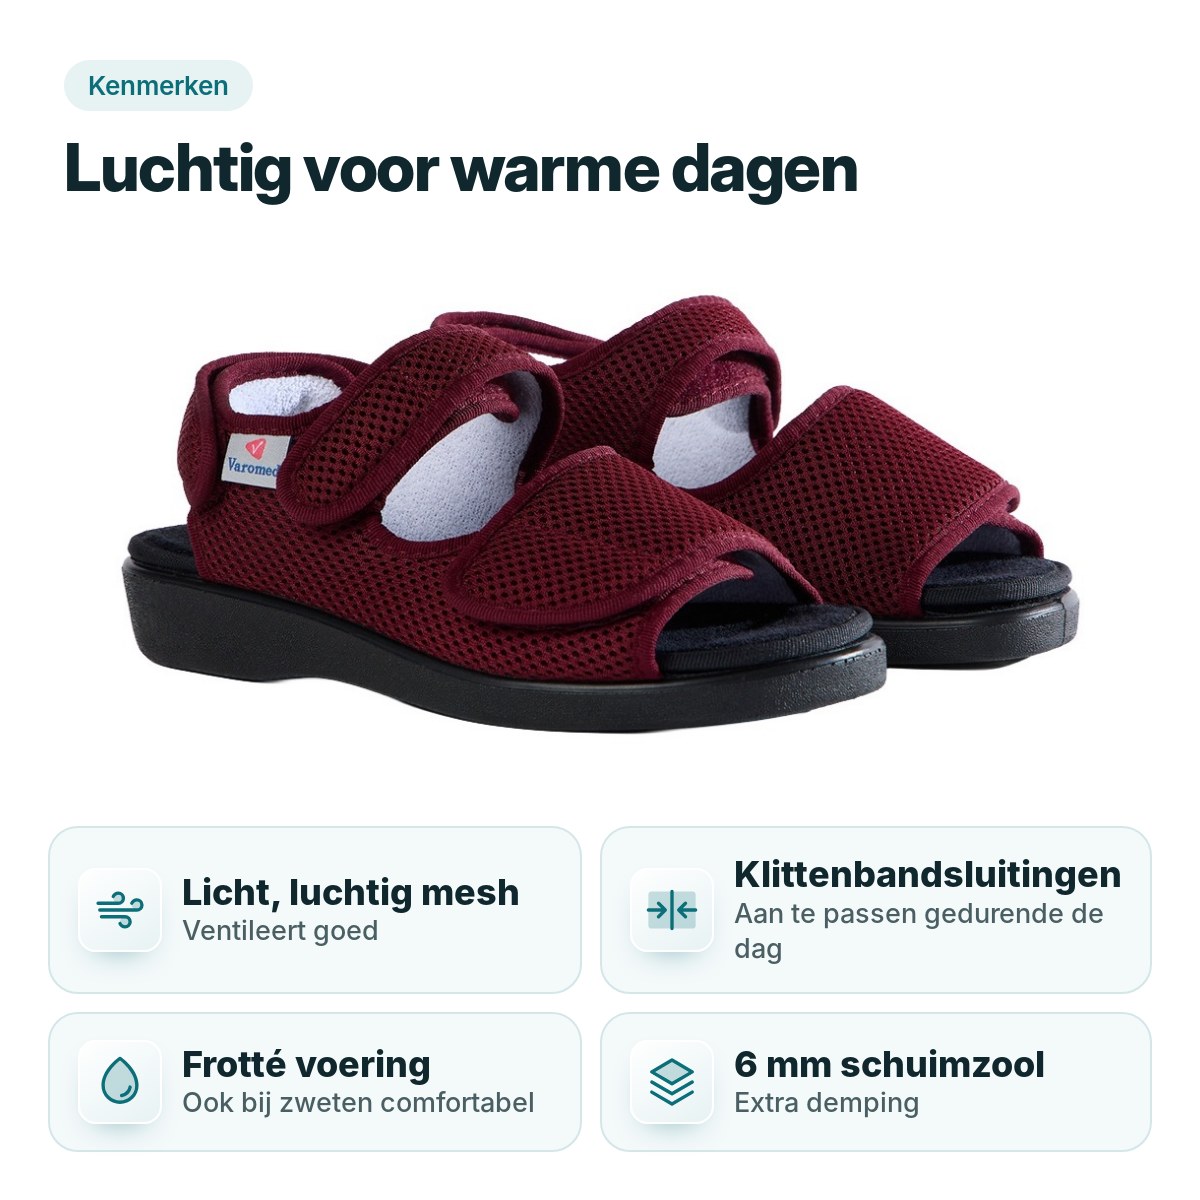 Kenmerken
Luchtig voor warme dagen
Varomed
Licht, luchtig mesh
Ventileert goed
Klittenbandsluitingen
Aan te passen gedurende de
dag
Frotté voering
Ook bij zweten comfortabel
6 mm schuimzool
Extra demping